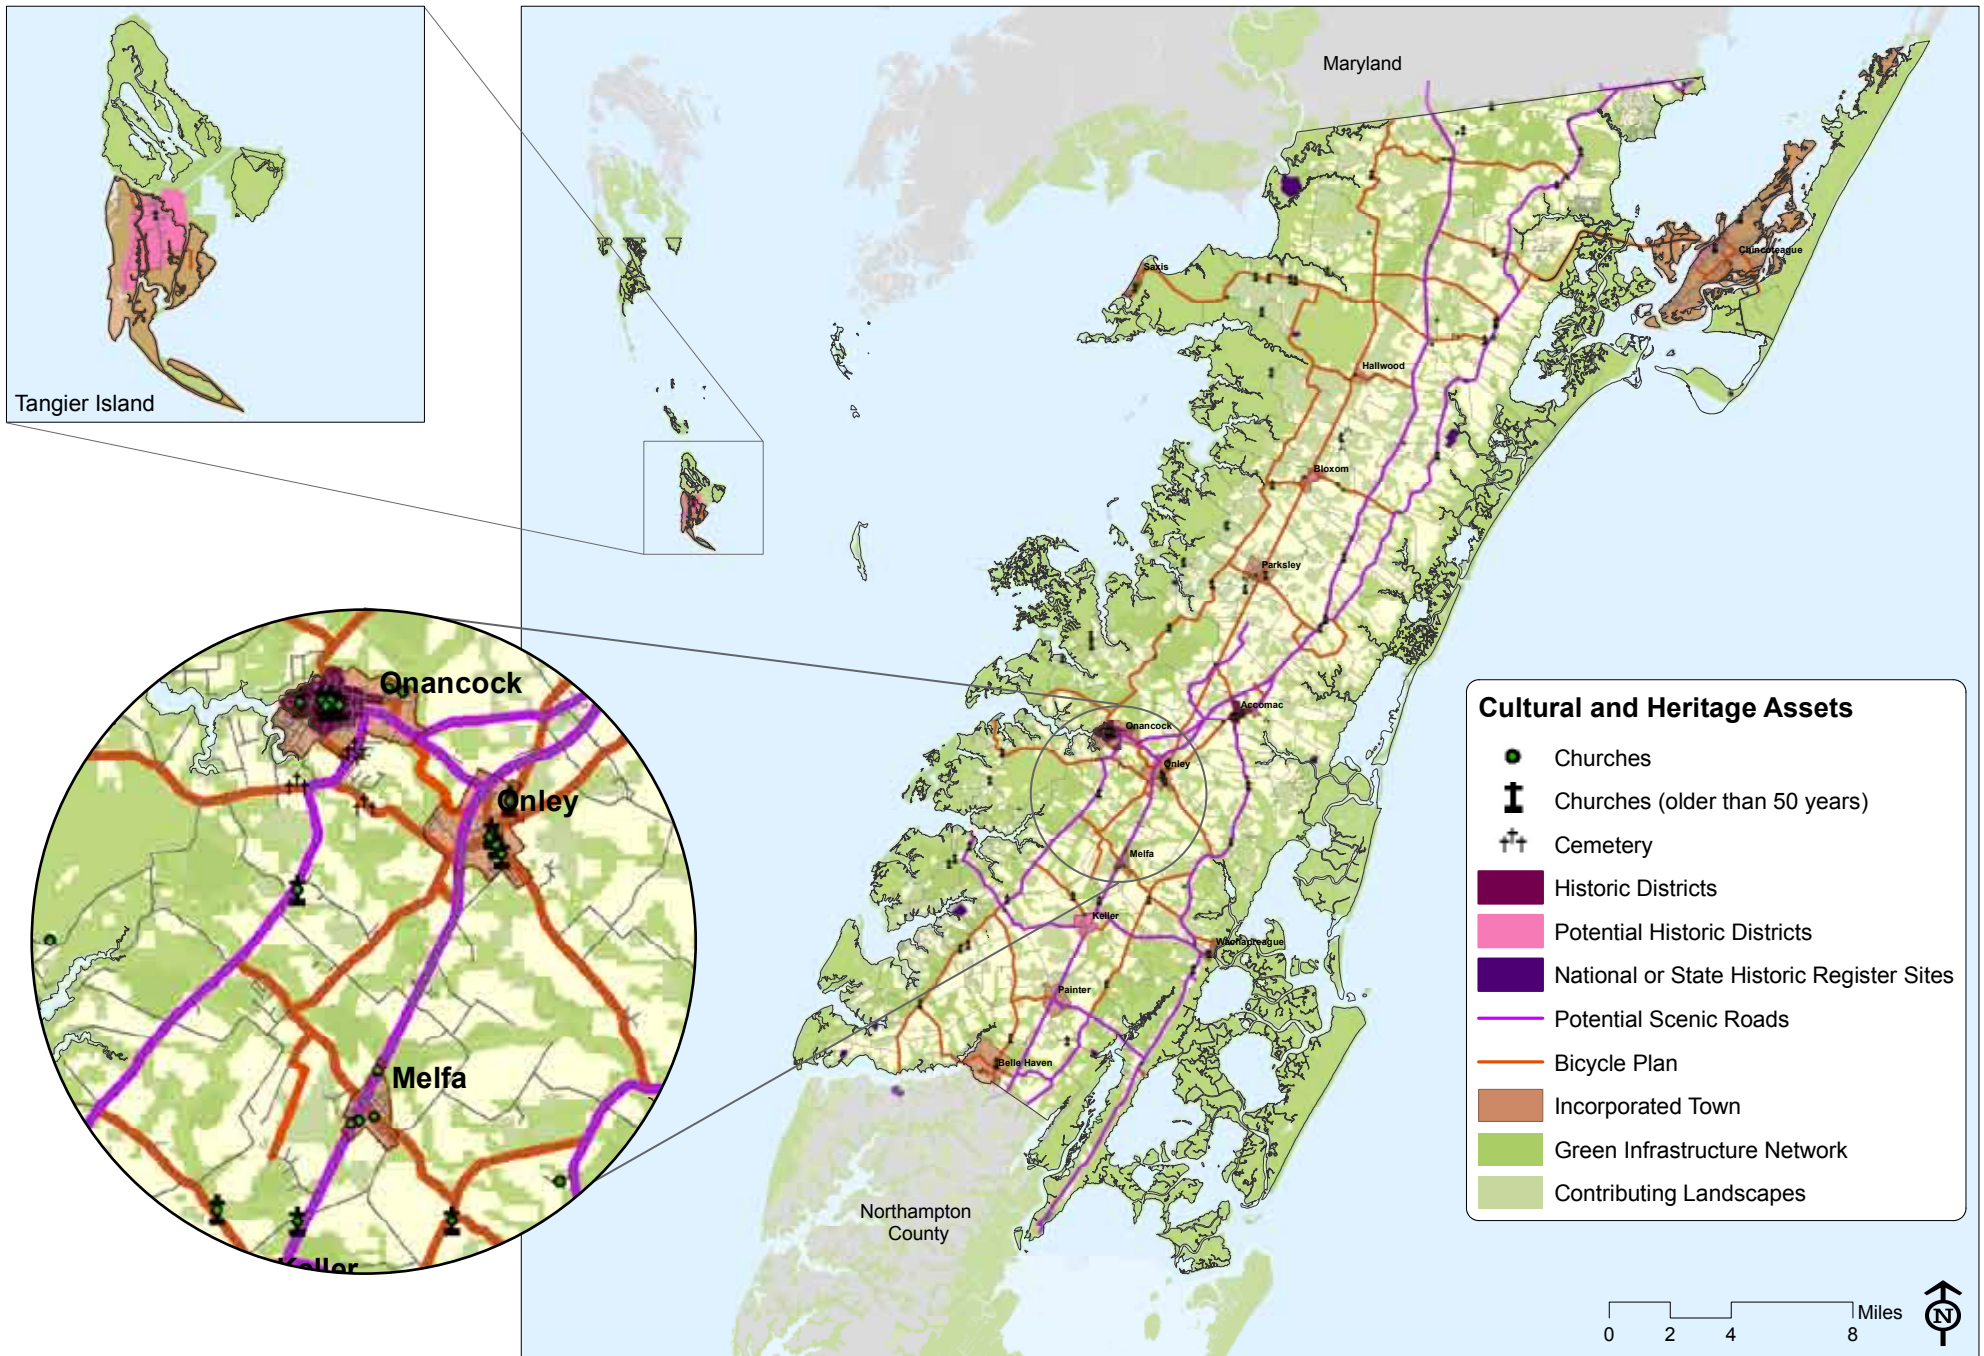 Tangier Island
Maryland
Chincoteague
Saxis
Hallwood
Bloxom
Parksley
Accomac
Onancock
Onley
Melfa
Keller
Wachapreague
Painter
Belle Haven
Northampton
County
Onancock
Onley
Melfa
Keller
Cultural and Heritage Assets
Churches
Churches (older than 50 years)
Cemetery
Historic Districts
Potential Historic Districts
National or State Historic Register Sites
Potential Scenic Roads
Bicycle Plan
Incorporated Town
Green Infrastructure Network
Contributing Landscapes
Miles
0 2 4 8
N